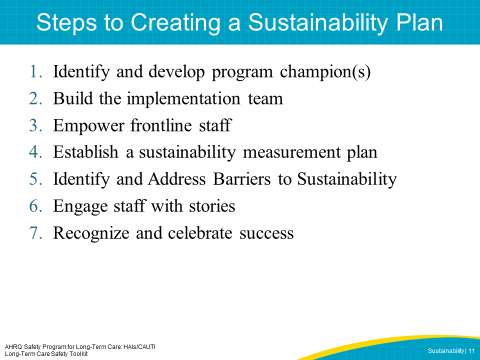 Steps to Creating a Sustainability Plan
1. Identify and develop program champion(s)
2. Build the implementation team
3. Empower frontline staff
4. Establish a sustainability measurement plan
5. Identify and Address Barriers to Sustainability
6. Engage staff with stories
7. Recognize and celebrate success
AHRQ Safety Program for Long-Term Care: HAIs/CAUTI
Long-Term Care Safety Toolkit
Sustainability| 11